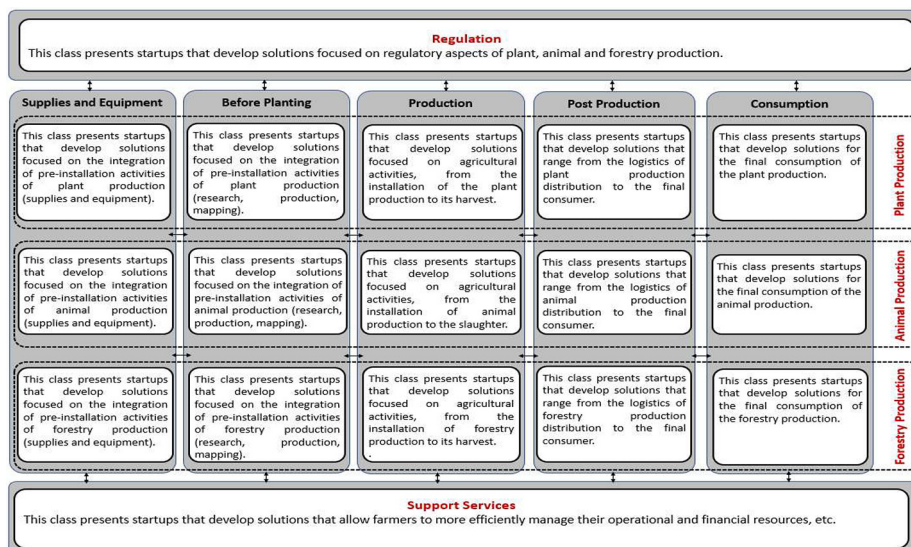 Regulation
This class presents startups that develop solutions focused on regulatory aspects of plant, animal and forestry production.
Supplies and Equipment
Before Planting
Production
Post Production
Consumption
This class presents startups
that develop solutions
focused on the integration
of pre-installation activities
of plant production
(supplies and equipment).
This class presents startups
that develop solutions
focused on the integration
of pre-installation activities
of plant production
(research, production,
mapping).
This class presents startups
that develop solutions
focused on agricultural
activities, from the
installation of the plant
production to its harvest.
This class presents startups
that develop solutions that
range from the logistics of
plant production
distribution to the final
consumer.
This class presents startups
that develop solutions for
the final consumption of
the plant production.
Plant Production
This class presents startups
that develop solutions
focused on the integration
of pre-installation activities
of animal production
(supplies and equipment).
This class presents startups
that develop solutions
focused on the integration of
pre-installation activities of
animal production (research,
production, mapping).
This class presents startups
that develop solutions
focused on agricultural
activities, from the
installation of animal
production to the slaughter.
This class presents startups
that develop solutions that
range from the logistics of
animal production
distribution to the final
consumer.
This class presents startups
that develop solutions for
the final consumption of the
animal production.
Animal Production
This class presents startups
that develop solutions
focused on the integration
of pre-installation activities
of forestry production
(supplies and equipment).
This class presents startups
that develop solutions
focused on the integration
of pre-installation activities
of forestry production
(research, production,
mapping).
This class presents startups
that develop solutions
focused on agricultural
activities, from the
installation of forestry
production to its harvest.
.
This class presents startups
that develop solutions that
range from the logistics of
forestry production
distribution to the final
consumer.
This class presents startups
that develop solutions for
the final consumption of
the forestry production.
Forestry Production
Support Services
This class presents startups that develop solutions that allow farmers to more efficiently manage their operational and financial resources, etc.